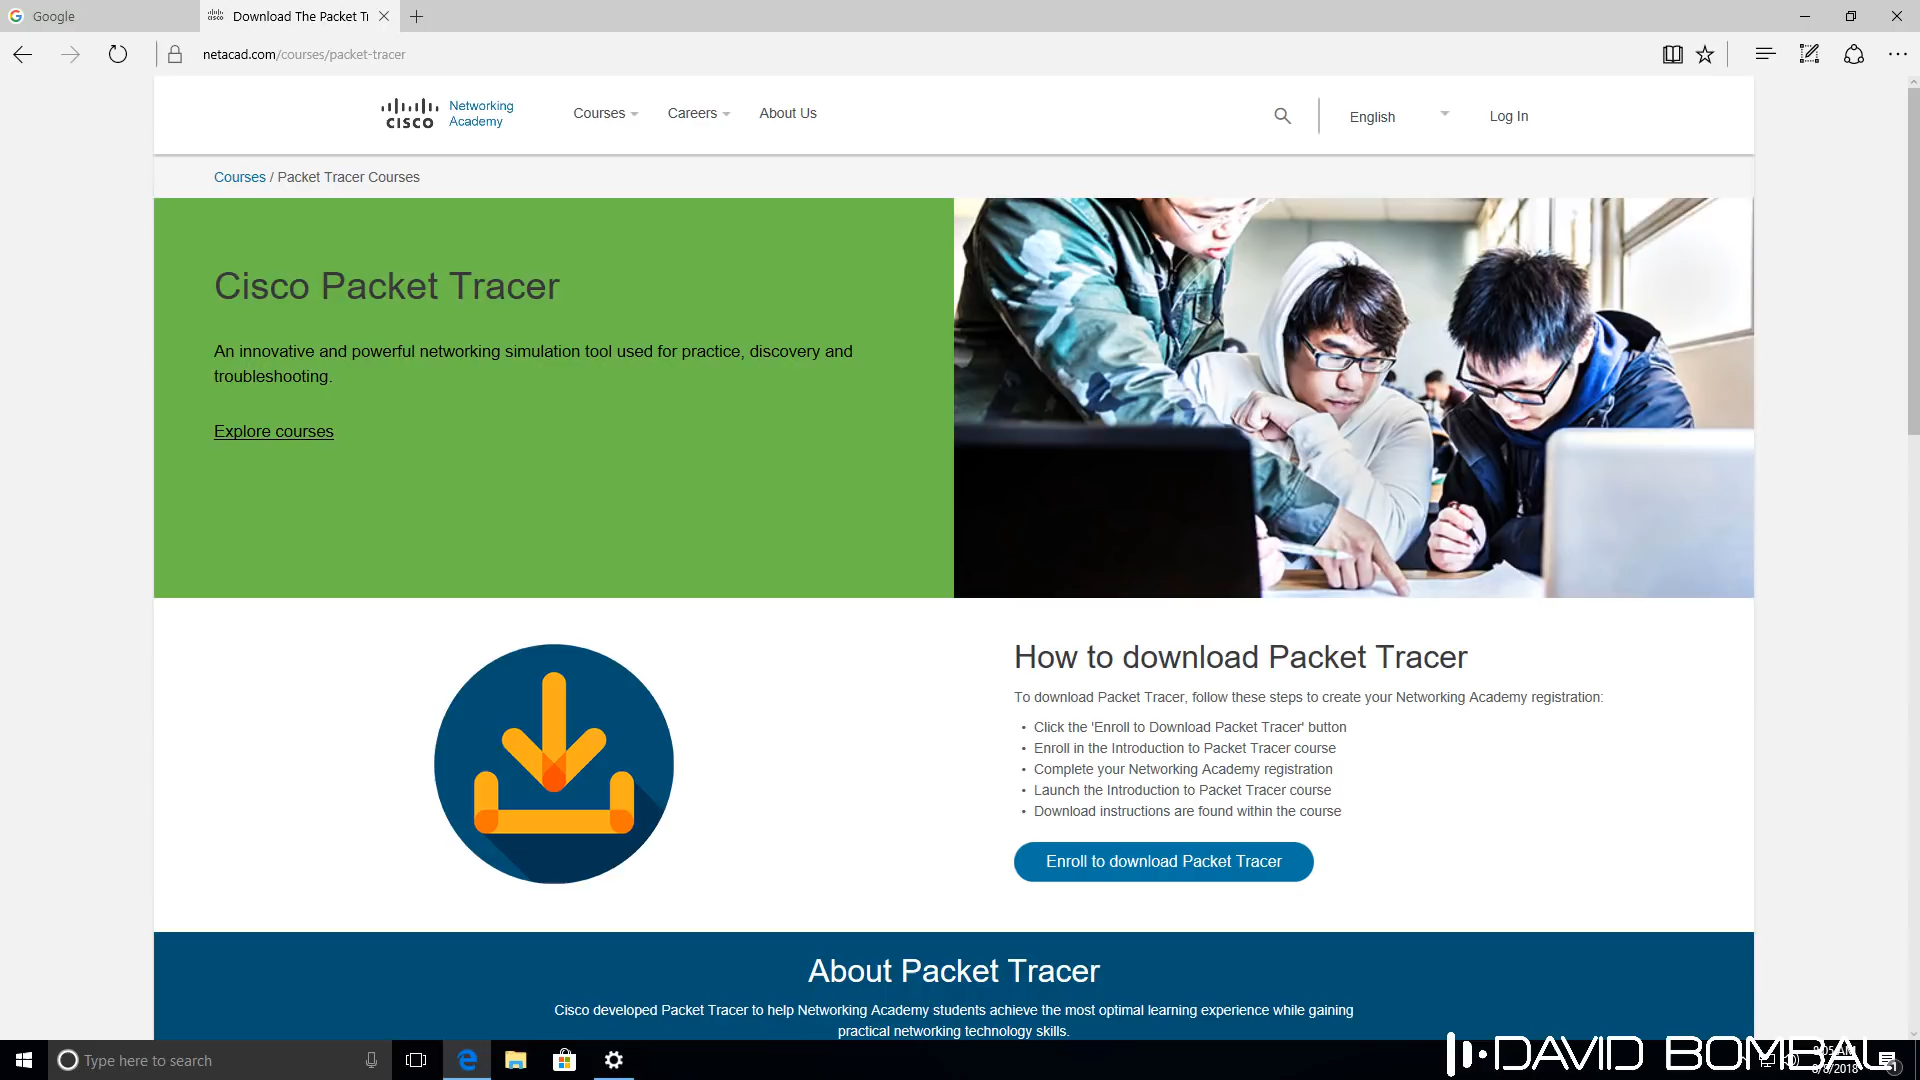 Google
Download The Packet Tr
netacad.com/courses/packet-tracer
CISCO
Networking
Academy
Courses
Careers
About Us
English
Log In
Courses / Packet Tracer Courses
Cisco Packet Tracer
An innovative and powerful networking simulation tool used for practice, discovery and
troubleshooting.
Explore courses
How to download Packet Tracer
To download Packet Tracer, follow these steps to create your Networking Academy registration:
• Click the 'Enroll to Download Packet Tracer' button
• Enroll in the Introduction to Packet Tracer course
• Complete your Networking Academy registration
• Launch the Introduction to Packet Tracer course
• Download instructions are found within the course
Enroll to download Packet Tracer
About Packet Tracer
Cisco developed Packet Tracer to help Networking Academy students achieve the most optimal learning experience while gaining
practical networking technology skills.
Type here to search
DAVID BOMBAL
8/8/2018
1